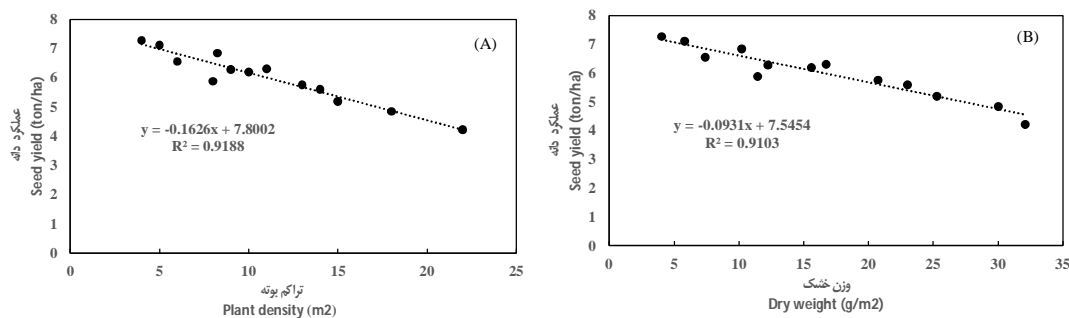 (A)
8
7
6
5
4
3
2
1
0
عملکرد دانه
Seed yield (ton/ha)
y = -0.1626x + 7.8002
R² = 0.9188
0 5 10 15 20 25
تراکم بوته
Plant density (m2)
(B)
8
7
6
5
4
3
2
1
0
عملکرد دانه
Seed yield (ton/ha)
y = -0.0931x + 7.5454
R² = 0.9103
0 5 10 15 20 25 30 35
وزن خشک
Dry weight (g/m2)